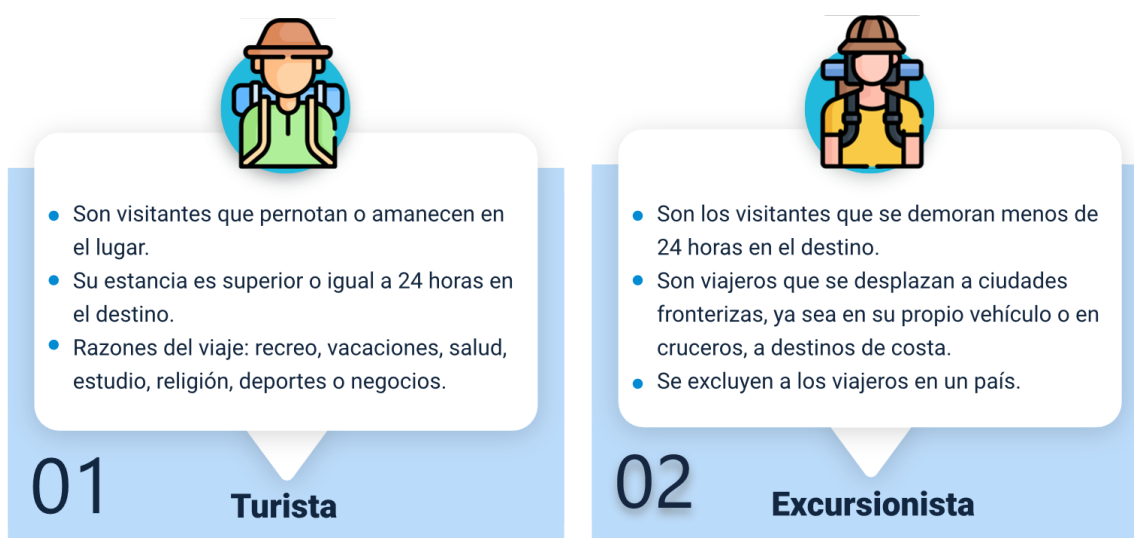 Son visitantes que pernotan o amanecen en
el lugar.
Su estancia es superior o igual a 24 horas en
el destino.
Razones del viaje: recreo, vacaciones, salud,
estudio, religión, deportes o negocios.
01
Turista
Son los visitantes que se demoran menos de
24 horas en el destino.
Son viajeros que se desplazan a ciudades
fronterizas, ya sea en su propio vehículo o en
cruceros, a destinos de costa.
Se excluyen a los viajeros en un país.
02
Excursionista